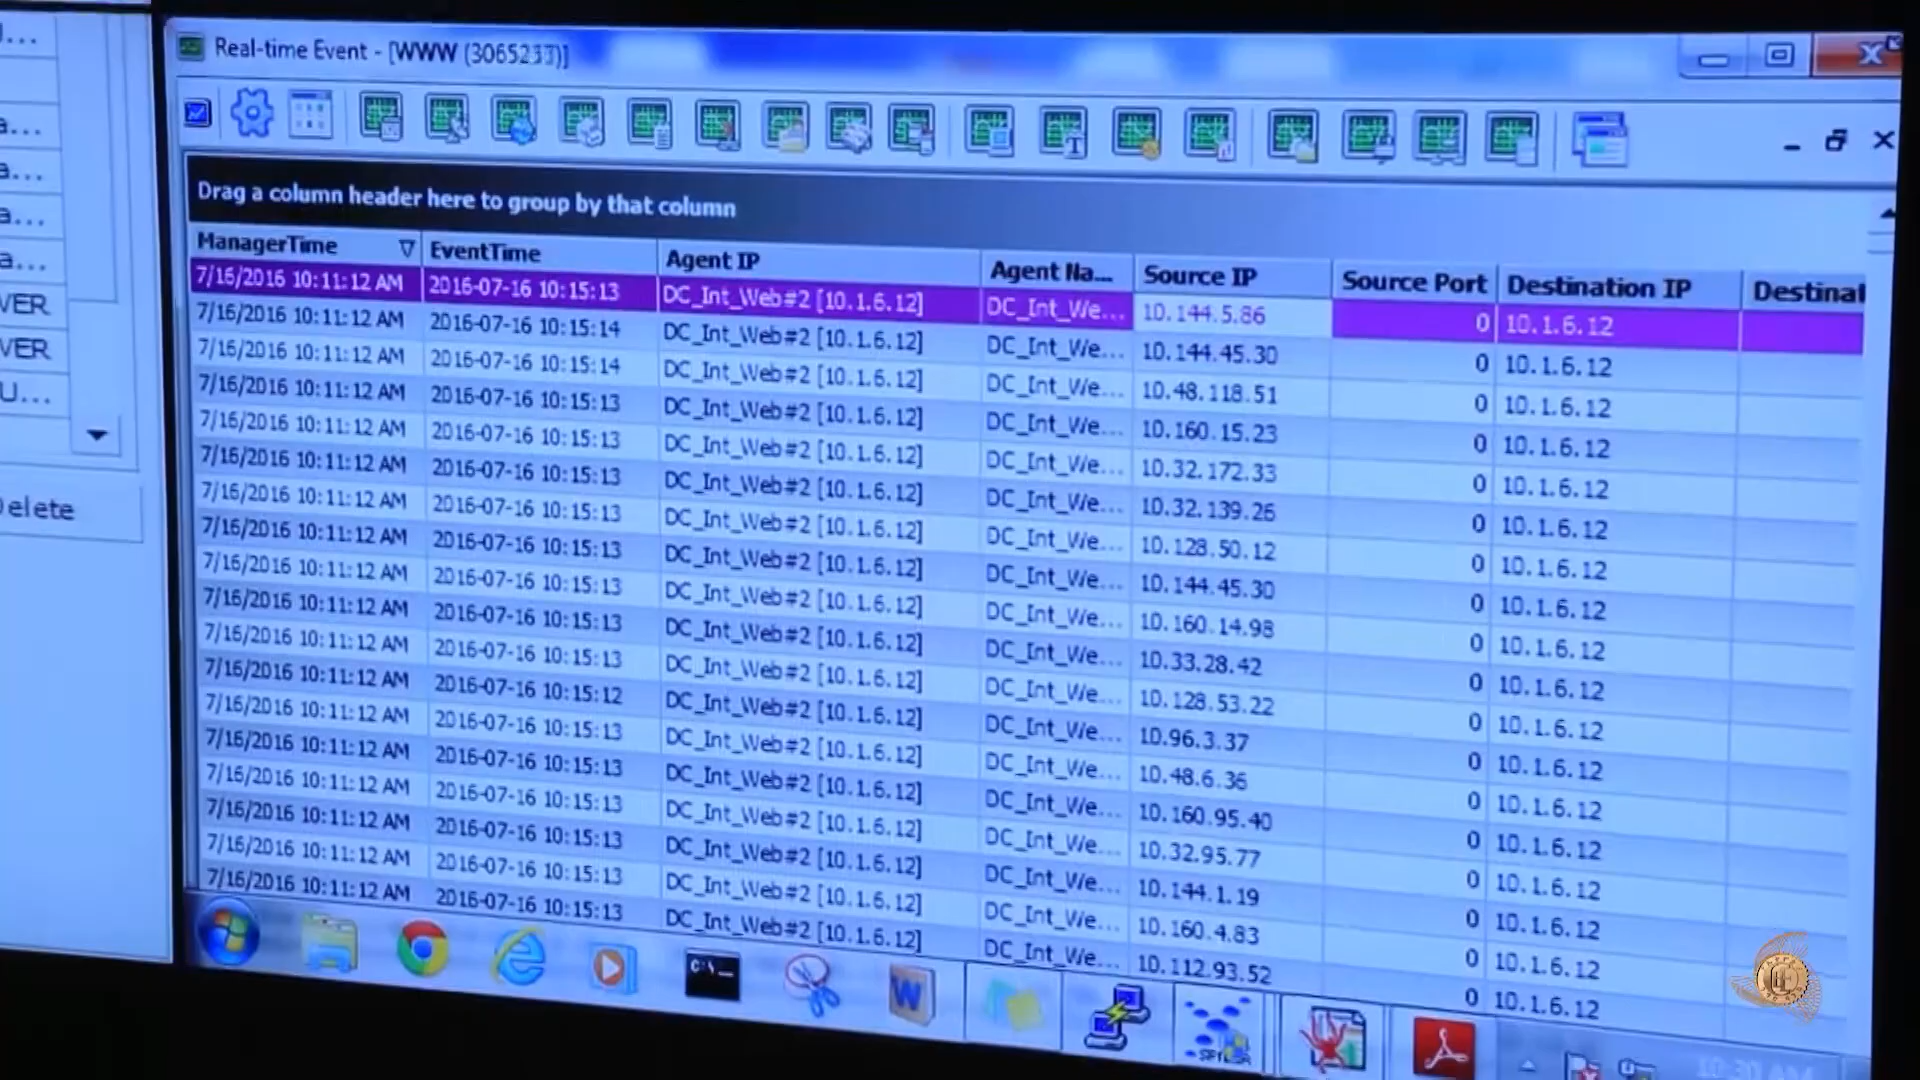 Real-time Event - [WWW (3065233)]
Drag a column header here to group by that column
ManagerTime EventTime Agent IP Agent Na... Source IP Source Port Destination IP Destinat
7/16/2016 10:11:12 AM 2016-07-16 10:15:13 DC_Int_Web#2 [10.1.6.12] DC_Int_We... 10.144.5.86 0 10.1.6.12
7/16/2016 10:11:12 AM 2016-07-16 10:15:14 DC_Int_Web#2 [10.1.6.12] DC_Int_We... 10.144.45.30 0 10.1.6.12
7/16/2016 10:11:12 AM 2016-07-16 10:15:14 DC_Int_Web#2 [10.1.6.12] DC_Int_We... 10.48.118.51 0 10.1.6.12
7/16/2016 10:11:12 AM 2016-07-16 10:15:13 DC_Int_Web#2 [10.1.6.12] DC_Int_We... 10.160.15.23 0 10.1.6.12
7/16/2016 10:11:12 AM 2016-07-16 10:15:13 DC_Int_Web#2 [10.1.6.12] DC_Int_We... 10.32.172.33 0 10.1.6.12
7/16/2016 10:11:12 AM 2016-07-16 10:15:13 DC_Int_Web#2 [10.1.6.12] DC_Int_We... 10.32.139.26 0 10.1.6.12
7/16/2016 10:11:12 AM 2016-07-16 10:15:13 DC_Int_Web#2 [10.1.6.12] DC_Int_We... 10.128.50.12 0 10.1.6.12
7/16/2016 10:11:12 AM 2016-07-16 10:15:13 DC_Int_Web#2 [10.1.6.12] DC_Int_We... 10.144.45.30 0 10.1.6.12
7/16/2016 10:11:12 AM 2016-07-16 10:15:13 DC_Int_Web#2 [10.1.6.12] DC_Int_We... 10.160.14.98 0 10.1.6.12
7/16/2016 10:11:12 AM 2016-07-16 10:15:13 DC_Int_Web#2 [10.1.6.12] DC_Int_We... 10.33.28.42 0 10.1.6.12
7/16/2016 10:11:12 AM 2016-07-16 10:15:13 DC_Int_Web#2 [10.1.6.12] DC_Int_We... 10.128.53.22 0 10.1.6.12
7/16/2016 10:11:12 AM 2016-07-16 10:15:12 DC_Int_Web#2 [10.1.6.12] DC_Int_We... 10.96.3.37 0 10.1.6.12
7/16/2016 10:11:12 AM 2016-07-16 10:15:13 DC_Int_Web#2 [10.1.6.12] DC_Int_We... 10.48.6.36 0 10.1.6.12
7/16/2016 10:11:12 AM 2016-07-16 10:15:13 DC_Int_Web#2 [10.1.6.12] DC_Int_We... 10.160.95.40 0 10.1.6.12
7/16/2016 10:11:12 AM 2016-07-16 10:15:13 DC_Int_Web#2 [10.1.6.12] DC_Int_We... 10.32.95.77 0 10.1.6.12
7/16/2016 10:11:12 AM 2016-07-16 10:15:13 DC_Int_Web#2 [10.1.6.12] DC_Int_We... 10.144.1.19 0 10.1.6.12
7/16/2016 10:11:12 AM 2016-07-16 10:15:13 DC_Int_Web#2 [10.1.6.12] DC_Int_We... 10.160.4.83 0 10.1.6.12
7/16/2016 10:11:12 AM 2016-07-16 10:15:13 DC_Int_Web#2 [10.1.6.12] DC_Int_We... 10.112.93.52 0 10.1.6.12
a...
a...
a...
a...
VER
VER
U...
Delete
C:\
W